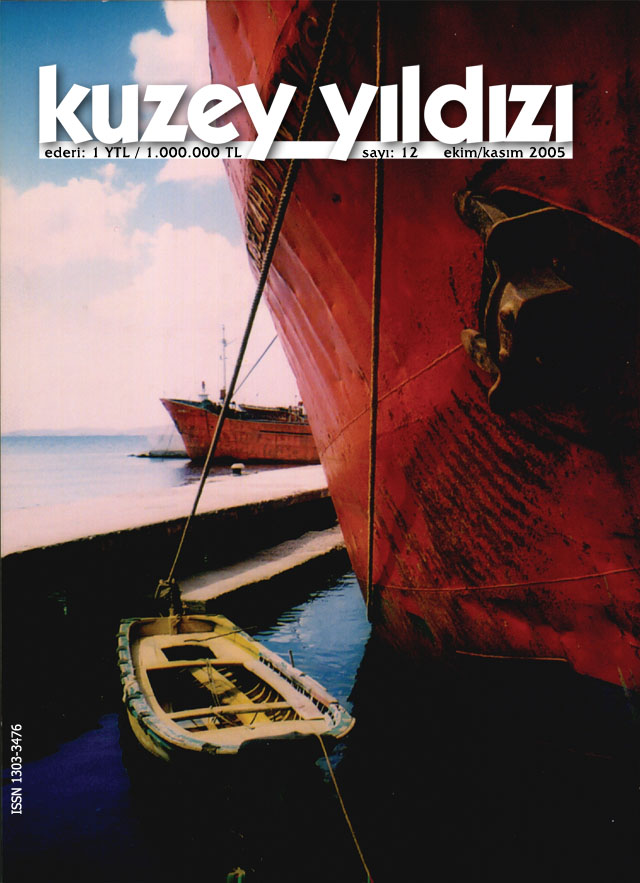 kuzey yıldızı
ederi: 1 YTL / 1.000.000 TL sayı: 12 ekim/kasım 2005
ISSN 1303-3476